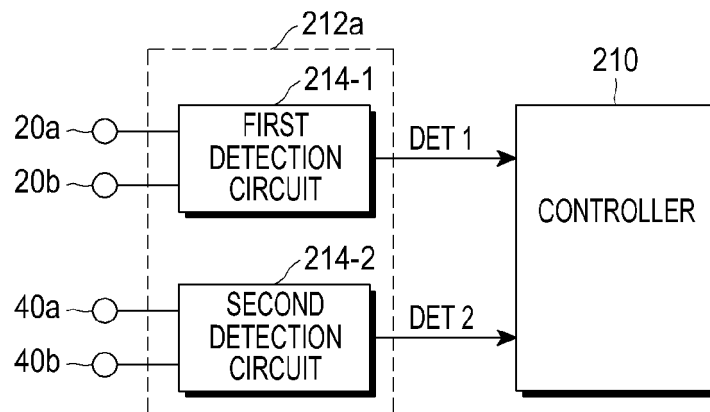 212a
214-1
210
20a
20b
FIRST
DETECTION
CIRCUIT
DET 1
CONTROLLER
214-2
40a
40b
SECOND
DETECTION
CIRCUIT
DET 2